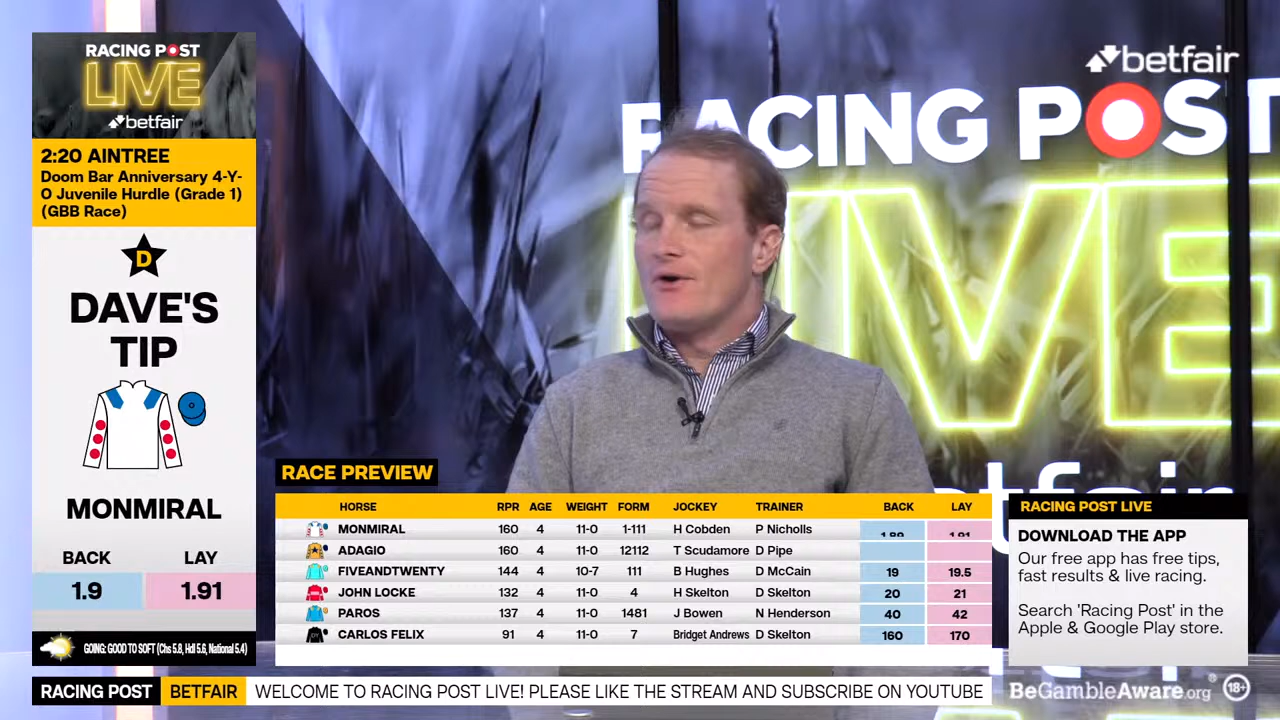 RACING POST
LIVE
betfair
2:20 AINTREE
Doom Bar Anniversary 4-Y-
O Juvenile Hurdle (Grade 1)
(GBB Race)
D
DAVE'S
TIP
MONMIRAL
BACK LAY
1.9 1.91
GOING: GOOD TO SOFT (Chs 5.8, Hdl 5.6, National 5.4)
betfair
RACING POST
LIVE
betfair
RACE PREVIEW
HORSE RPR AGE WEIGHT FORM JOCKEY TRAINER BACK LAY
MONMIRAL 160 4 11-0 1-111 H Cobden P Nicholls 1.89 1.91
ADAGIO 160 4 11-0 12112 T Scudamore D Pipe
FIVEANDTWENTY 144 4 10-7 111 B Hughes D McCain 19 19.5
JOHN LOCKE 132 4 11-0 4 H Skelton D Skelton 20 21
PAROS 137 4 11-0 1481 J Bowen N Henderson 40 42
CARLOS FELIX 91 4 11-0 7 Bridget Andrews D Skelton 160 170
RACING POST LIVE
DOWNLOAD THE APP
Our free app has free tips,
fast results & live racing.
Search 'Racing Post' in the
Apple & Google Play store.
RACING POST BETFAIR WELCOME TO RACING POST LIVE! PLEASE LIKE THE STREAM AND SUBSCRIBE ON YOUTUBE
BeGambleAware.org® 18+